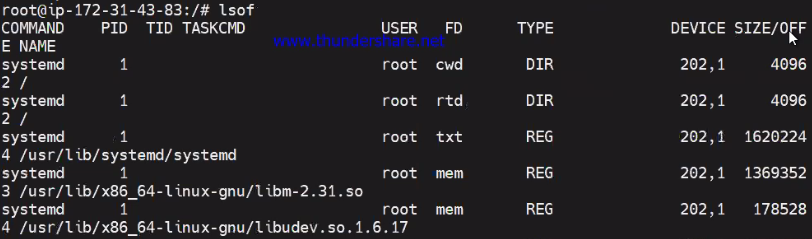 root@ip-172-31-43-83:/# lsof
COMMAND PID TID TASKCMD USER FD TYPE DEVICE SIZE/OFF
E NAME
www.thundershare.net
systemd 1 root cwd DIR 202,1 4096
2 /
systemd 1 root rtd DIR 202,1 4096
2 /
systemd 1 root txt REG 202,1 1620224
4 /usr/lib/systemd/systemd
systemd 1 root mem REG 202,1 1369352
3 /usr/lib/x86_64-linux-gnu/libm-2.31.so
systemd 1 root mem REG 202,1 178528
4 /usr/lib/x86_64-linux-gnu/libudev.so.1.6.17